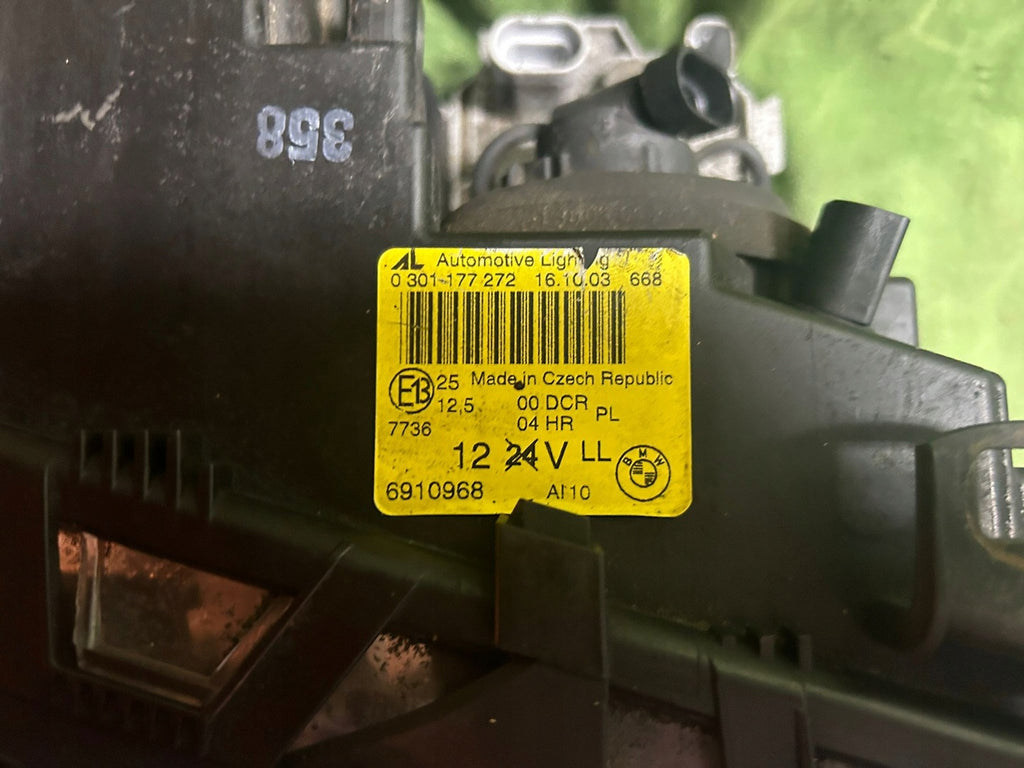 358
AL Automotive Lighting
0 301 177 272 16.10.03 668
E13 25 Made in Czech Republic
12,5 00 DCR PL
7736 04 HR
12 24 V LL
BMW
6910968 AI10